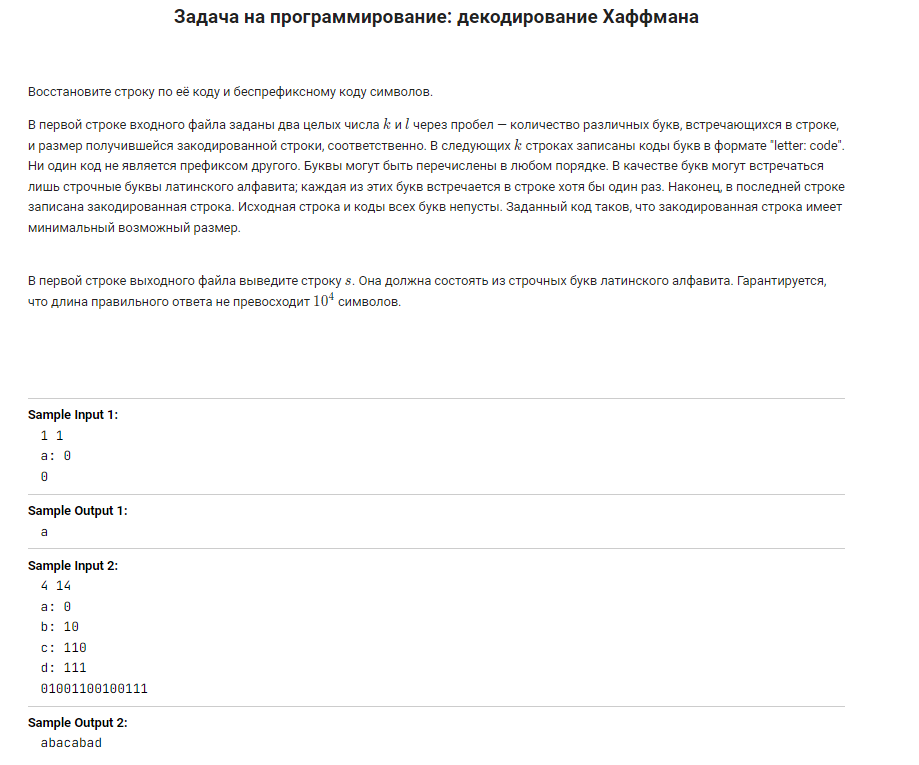 Задача на программирование: декодирование Хаффмана
Восстановите строку по её коду и беспрефиксному коду символов.
В первой строке входного файла заданы два целых числа k и l через пробел — количество различных букв, встречающихся в строке,
и размер получившейся закодированной строки, соответственно. В следующих k строках записаны коды букв в формате "letter: code".
Ни один код не является префиксом другого. Буквы могут быть перечислены в любом порядке. В качестве букв могут встречаться
лишь строчные буквы латинского алфавита; каждая из этих букв встречается в строке хотя бы один раз. Наконец, в последней строке
записана закодированная строка. Исходная строка и коды всех букв непусты. Заданный код таков, что закодированная строка имеет
минимальный возможный размер.
В первой строке выходного файла выведите строку s. Она должна состоять из строчных букв латинского алфавита. Гарантируется,
что длина правильного ответа не превосходит 10⁴ символов.
Sample Input 1:
1 1
a: 0
0
Sample Output 1:
a
Sample Input 2:
4 14
a: 0
b: 10
c: 110
d: 111
01001100100111
Sample Output 2:
abacabad